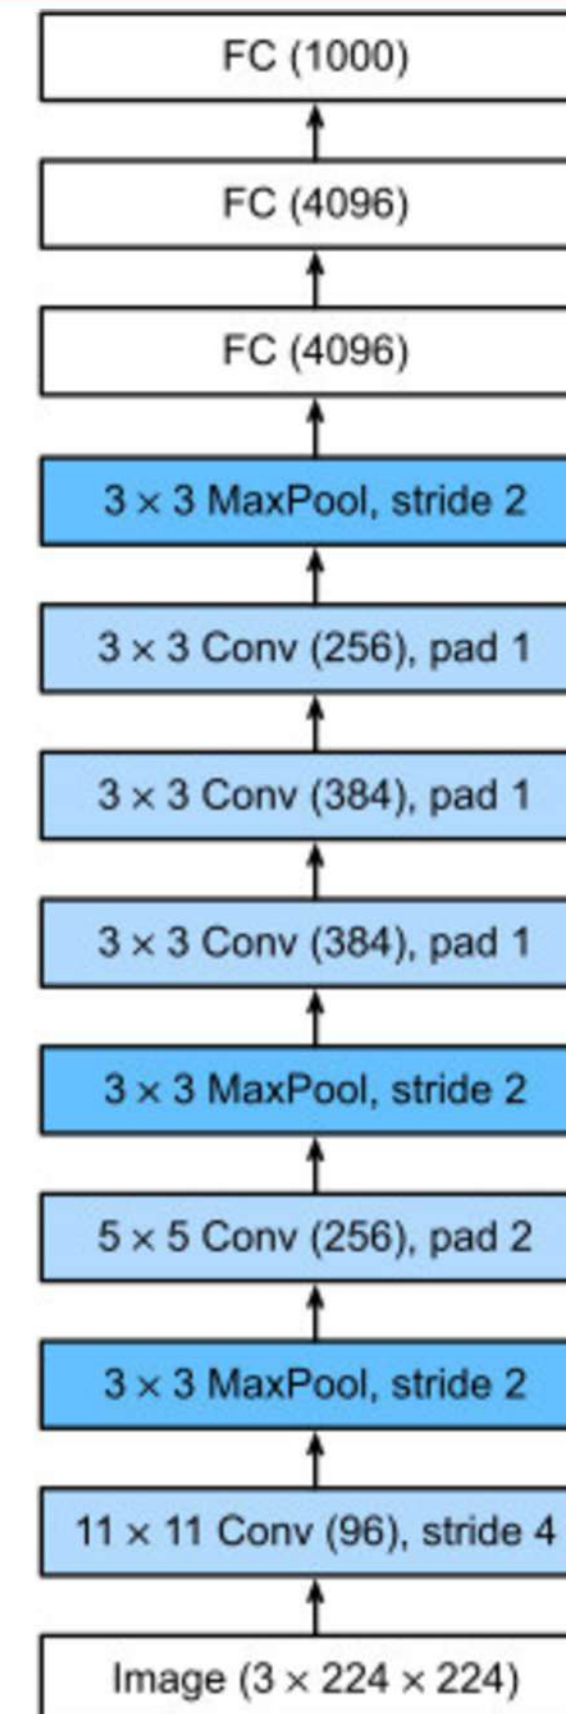 FC (1000)
FC (4096)
FC (4096)
3 × 3 MaxPool, stride 2
3 × 3 Conv (256), pad 1
3 × 3 Conv (384), pad 1
3 × 3 Conv (384), pad 1
3 × 3 MaxPool, stride 2
5 × 5 Conv (256), pad 2
3 × 3 MaxPool, stride 2
11 × 11 Conv (96), stride 4
Image (3 × 224 × 224)